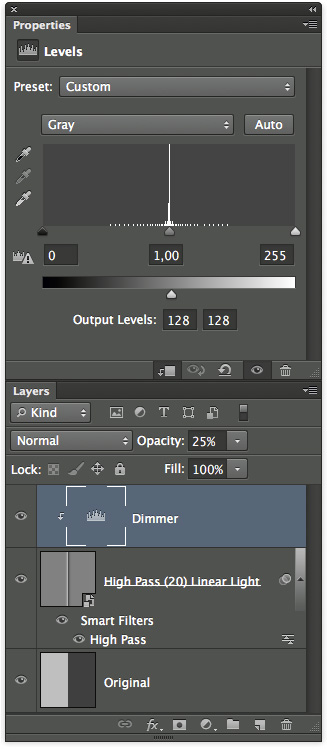 Properties
Levels
Preset: Custom
Gray Auto
0 1,00 255
Output Levels: 128 128
Layers
Kind
Normal Opacity: 25%
Lock: Fill: 100%
Dimmer
High Pass (20) Linear Light
Smart Filters
High Pass
Original
fx